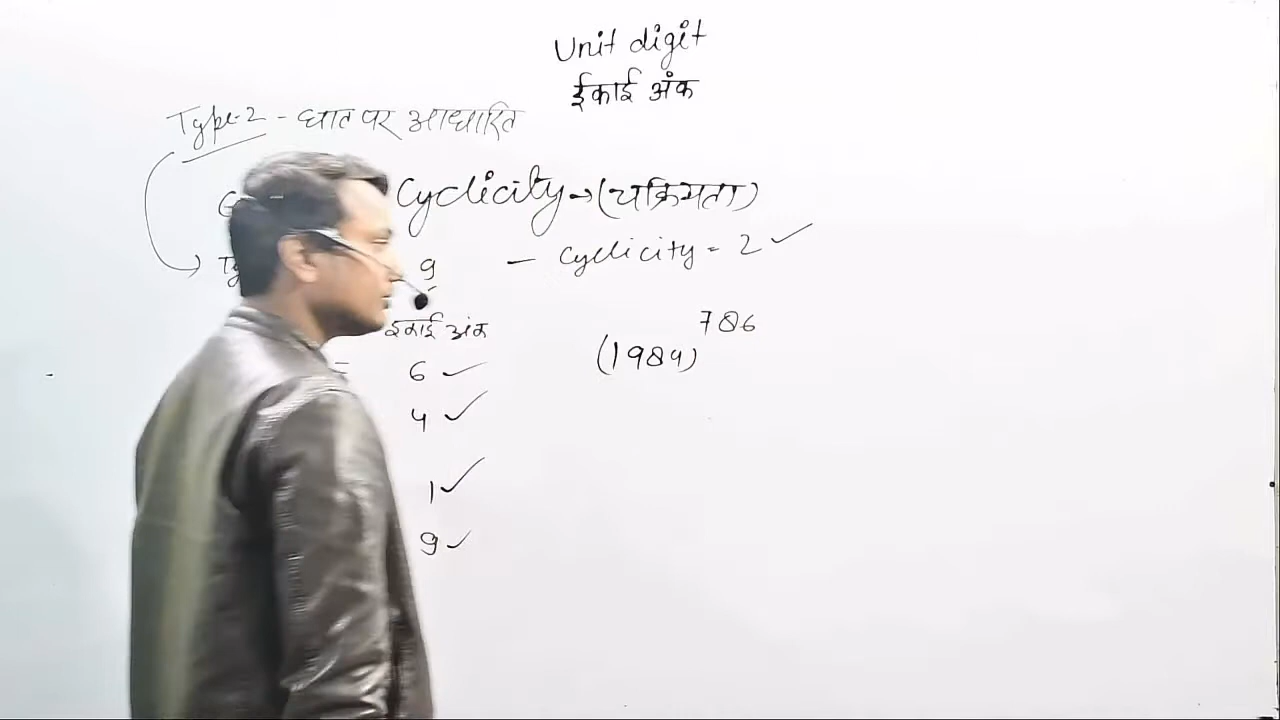 Unit digit
ईकाई अंक
Type-2 - घात पर आधारित
Cyclicity → (चक्रियता)
9 - Cyclicity = 2 ✓
ईकाई अंक
(1984)^786
= 6 ✓
4 ✓
1 ✓
9 ✓